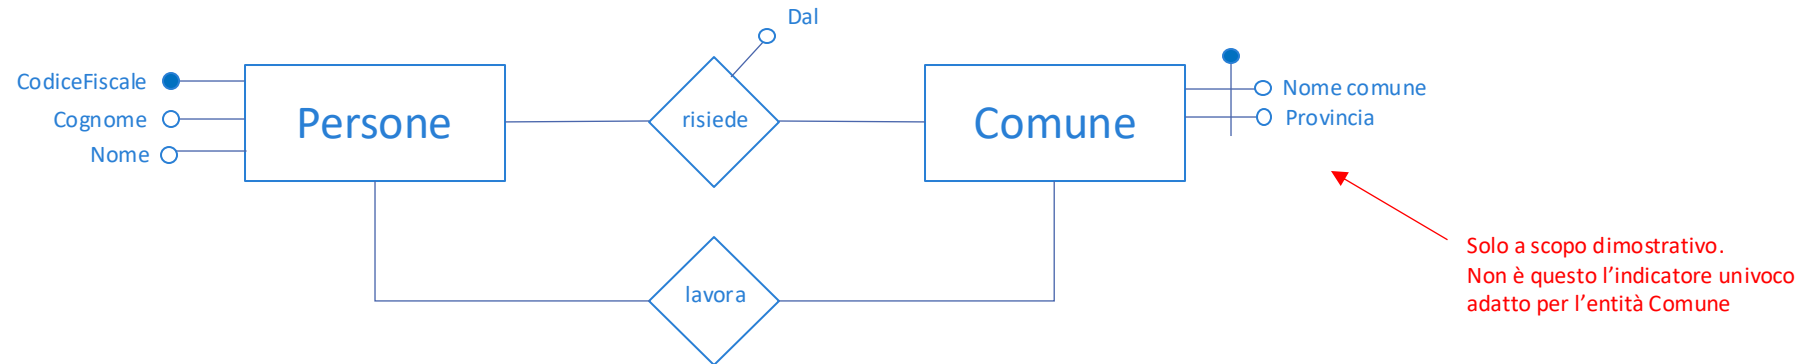 Dal
CodiceFiscale
Cognome
Nome
Persone
risiede
Comune
Nome comune
Provincia
lavora
Solo a scopo dimostrativo.
Non è questo l’indicatore univoco
adatto per l’entità Comune